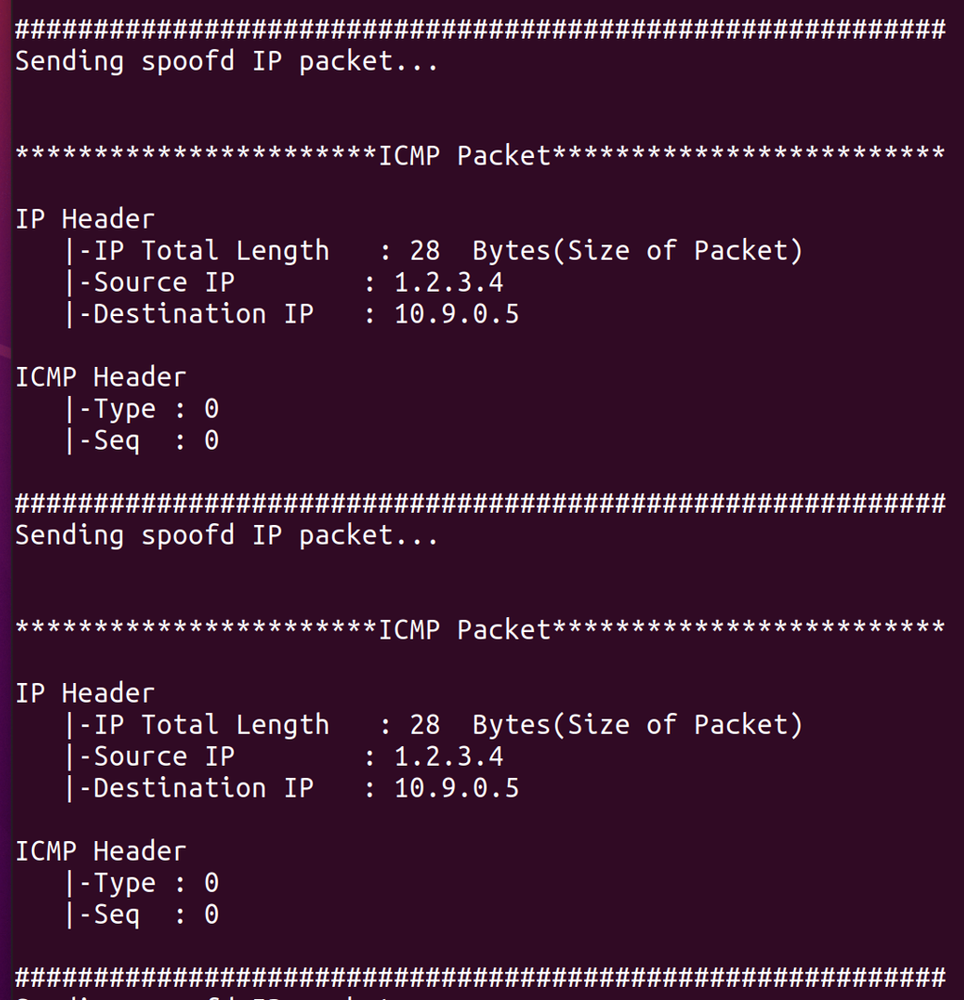 ###########################################################
Sending spoofd IP packet...
***********************ICMP Packet*************************
IP Header
   |-IP Total Length   : 28  Bytes(Size of Packet)
   |-Source IP        : 1.2.3.4
   |-Destination IP   : 10.9.0.5
ICMP Header
   |-Type : 0
   |-Seq  : 0
###########################################################
Sending spoofd IP packet...
***********************ICMP Packet*************************
IP Header
   |-IP Total Length   : 28  Bytes(Size of Packet)
   |-Source IP        : 1.2.3.4
   |-Destination IP   : 10.9.0.5
ICMP Header
   |-Type : 0
   |-Seq  : 0
###########################################################